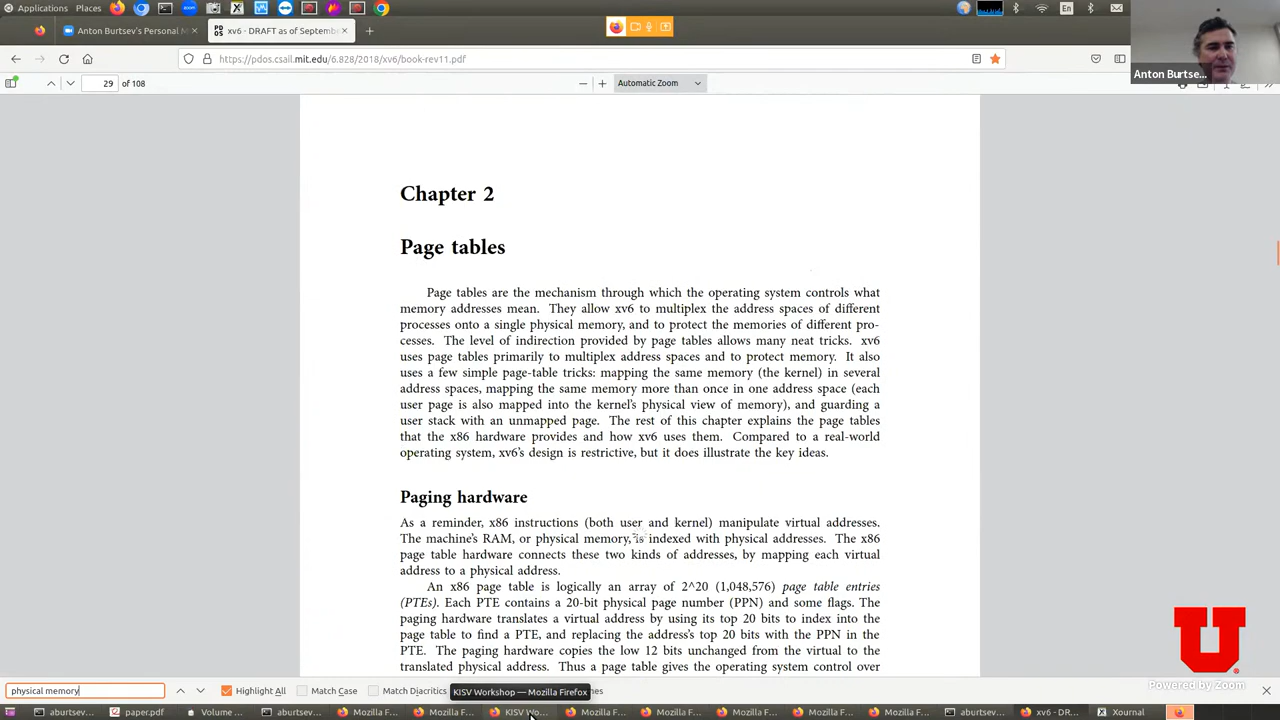 Applications Places En
Anton Burtsev's Personal M × xv6 - DRAFT as of Septembe × +
https://pdos.csail.mit.edu/6.828/2018/xv6/book-rev11.pdf
Anton Burtse...
29 of 108 − + Automatic Zoom
Chapter 2
Page tables
Page tables are the mechanism through which the operating system controls what
memory addresses mean. They allow xv6 to multiplex the address spaces of different
processes onto a single physical memory, and to protect the memories of different pro-
cesses. The level of indirection provided by page tables allows many neat tricks. xv6
uses page tables primarily to multiplex address spaces and to protect memory. It also
uses a few simple page-table tricks: mapping the same memory (the kernel) in several
address spaces, mapping the same memory more than once in one address space (each
user page is also mapped into the kernel's physical view of memory), and guarding a
user stack with an unmapped page. The rest of this chapter explains the page tables
that the x86 hardware provides and how xv6 uses them. Compared to a real-world
operating system, xv6's design is restrictive, but it does illustrate the key ideas.
Paging hardware
As a reminder, x86 instructions (both user and kernel) manipulate virtual addresses.
The machine's RAM, or physical memory, is indexed with physical addresses. The x86
page table hardware connects these two kinds of addresses, by mapping each virtual
address to a physical address.
An x86 page table is logically an array of 2^20 (1,048,576) page table entries
(PTEs). Each PTE contains a 20-bit physical page number (PPN) and some flags. The
paging hardware translates a virtual address by using its top 20 bits to index into the
page table to find a PTE, and replacing the address's top 20 bits with the PPN in the
PTE. The paging hardware copies the low 12 bits unchanged from the virtual to the
translated physical address. Thus a page table gives the operating system control over
U
Powered by Zoom
physical memory Highlight All Match Case Match Diacritics KISV Workshop — Mozilla Firefox
aburtsev... paper.pdf Volume ... aburtsev... Mozilla F... Mozilla F... KISV Wo... Mozilla F... Mozilla F... Mozilla F... Mozilla F... Mozilla F... aburtsev... xv6 - DR... Xournal